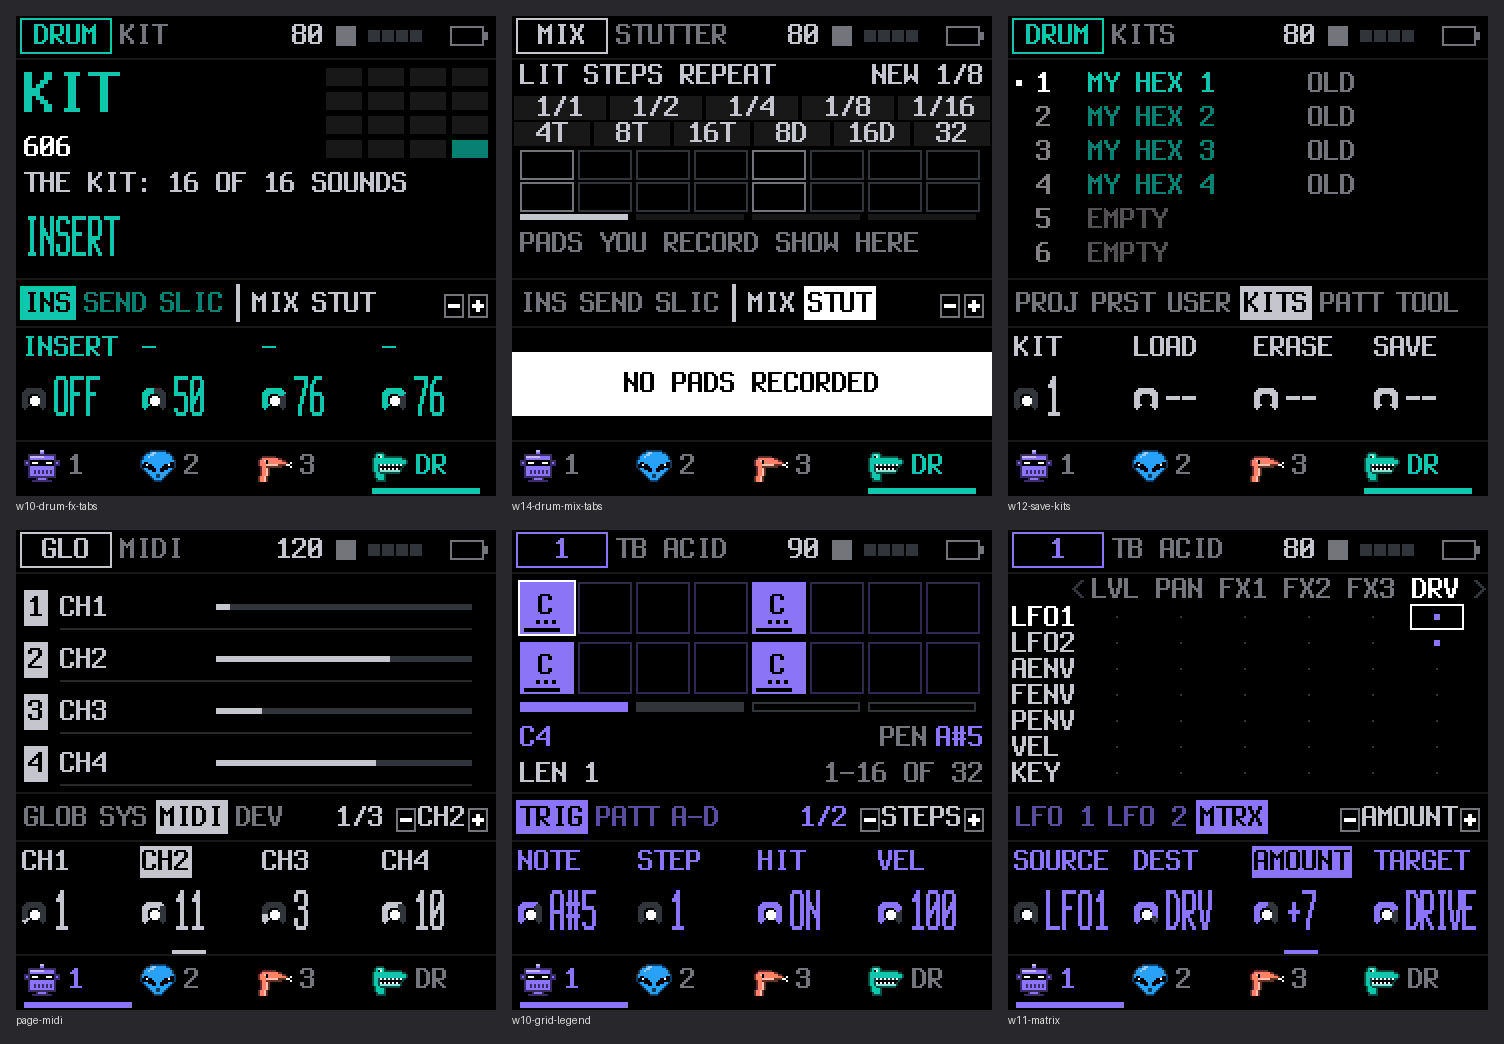 DRUM KIT 80
KIT
606
THE KIT: 16 OF 16 SOUNDS
INSERT
INS SEND SLIC MIX STUT - +
INSERT - - -
OFF 50 76 76
1 2 3 DR
w10-drum-fx-tabs
MIX STUTTER 80
LIT STEPS REPEAT NEW 1/8
1/1 1/2 1/4 1/8 1/16
4T 8T 16T 8D 16D 32
PADS YOU RECORD SHOW HERE
INS SEND SLIC MIX STUT - +
NO PADS RECORDED
1 2 3 DR
w14-drum-mix-tabs
DRUM KITS 80
1 MY HEX 1 OLD
2 MY HEX 2 OLD
3 MY HEX 3 OLD
4 MY HEX 4 OLD
5 EMPTY
6 EMPTY
PROJ PRST USER KITS PATT TOOL
KIT LOAD ERASE SAVE
1 -- -- --
1 2 3 DR
w12-save-kits
GLO MIDI 120
1 CH1
2 CH2
3 CH3
4 CH4
GLOB SYS MIDI DEV 1/3 -CH2+
CH1 CH2 CH3 CH4
1 11 3 10
1 2 3 DR
page-midi
1 TB ACID 90
C C
C C
C4 PEN A#5
LEN 1 1-16 OF 32
TRIG PATT A-D 1/2 -STEPS+
NOTE STEP HIT VEL
A#5 1 ON 100
1 2 3 DR
w10-grid-legend
1 TB ACID 80
< LVL PAN FX1 FX2 FX3 DRV >
LFO1
LFO2
AENV
FENV
PENV
VEL
KEY
LFO 1 LFO 2 MTRX -AMOUNT+
SOURCE DEST AMOUNT TARGET
LFO1 DRV +7 DRIVE
1 2 3 DR
w11-matrix